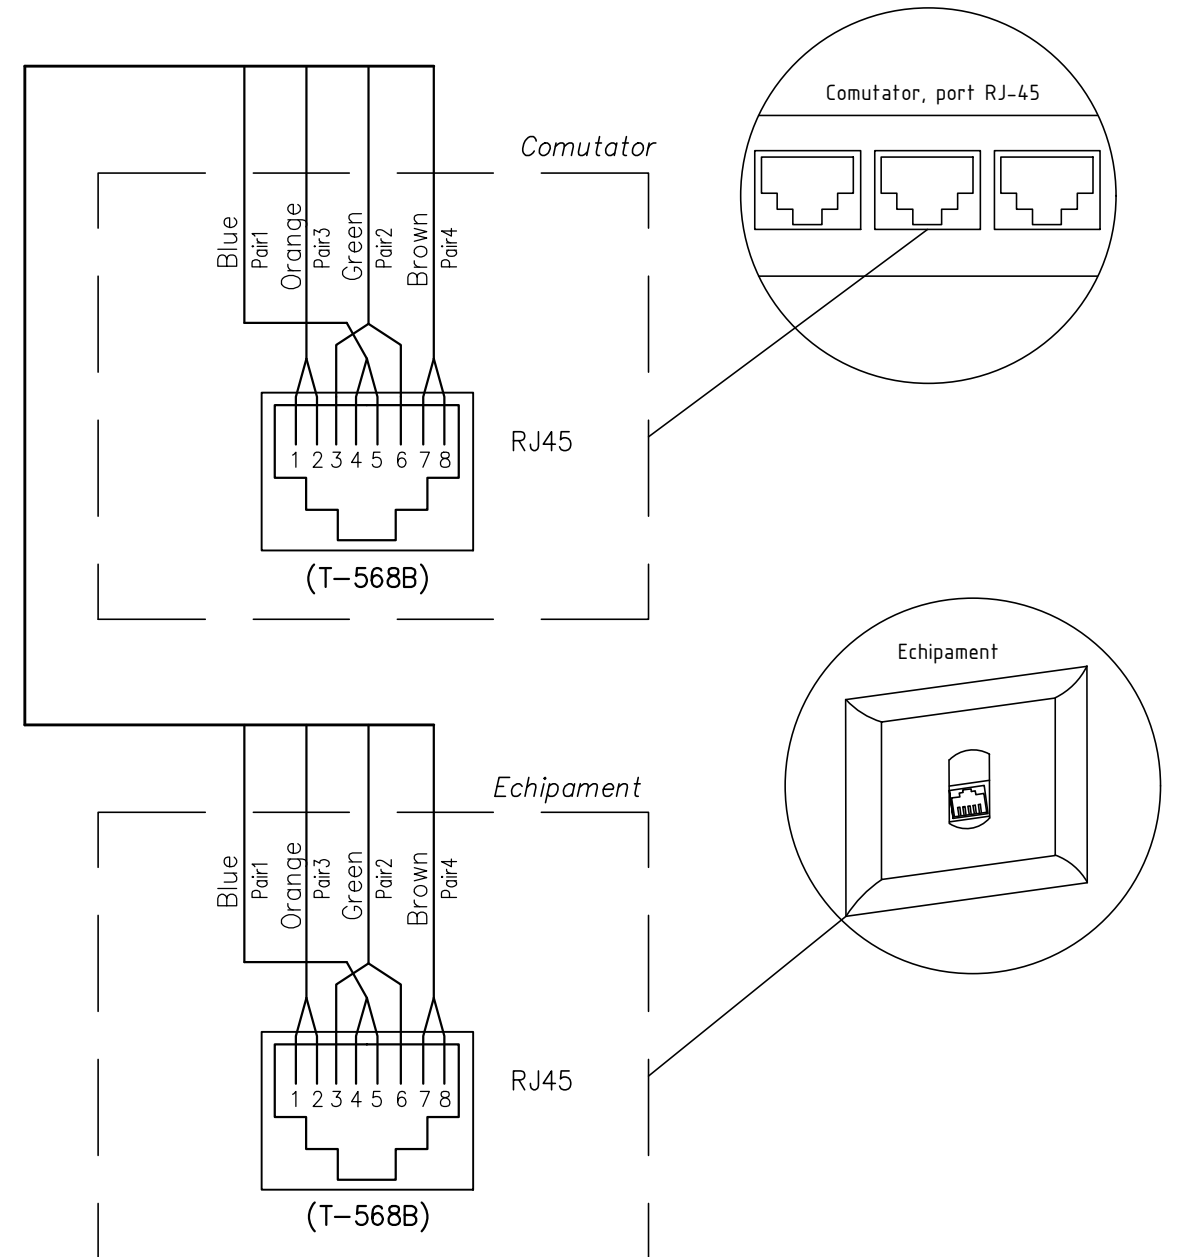 Comutator, port RJ-45
Comutator
Blue
Pair1
Orange
Pair3
Green
Pair2
Brown
Pair4
RJ45
1 2 3 4 5 6 7 8
(T-568B)
Echipament
Echipament
Blue
Pair1
Orange
Pair3
Green
Pair2
Brown
Pair4
RJ45
1 2 3 4 5 6 7 8
(T-568B)